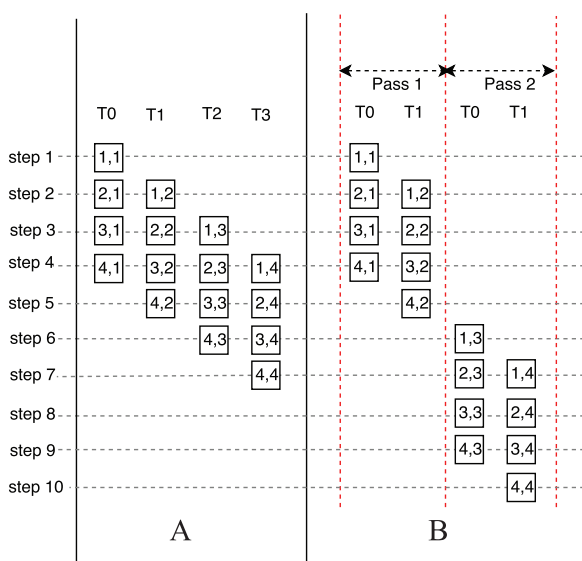 Pass 1 Pass 2
T0 T1 T2 T3 T0 T1 T0 T1
step 1 1,1 1,1
step 2 2,1 1,2 2,1 1,2
step 3 3,1 2,2 1,3 3,1 2,2
step 4 4,1 3,2 2,3 1,4 4,1 3,2
step 5 4,2 3,3 2,4 4,2
step 6 4,3 3,4 1,3
step 7 4,4 2,3 1,4
step 8 3,3 2,4
step 9 4,3 3,4
step 10 4,4
A B